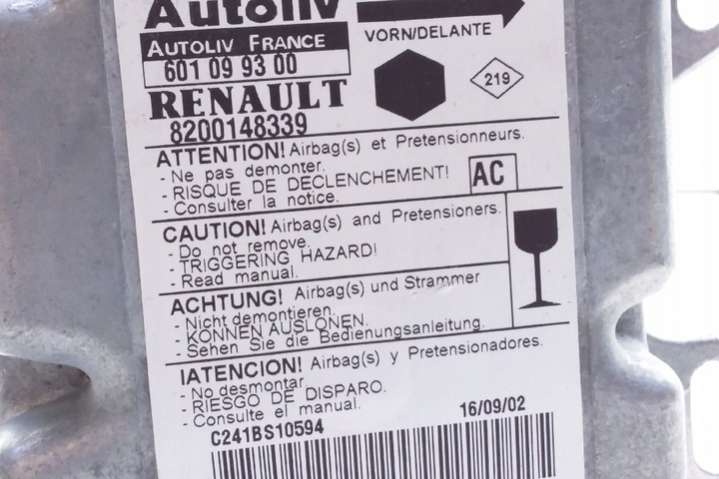 Autoliv
VORN/DELANTE
AUTOLIV FRANCE
601 09 93 00
219
RENAULT
8200148339
ATTENTION! Airbag(s) et Pretensionneurs.
- Ne pas demonter.
- RISQUE DE DECLENCHEMENT!
- Consulter la notice.
AC
CAUTION! Airbag(s) and Pretensioners.
- Do not remove.
- TRIGGERING HAZARD!
- Read manual.
ACHTUNG! Airbag(s) und Strammer
- Nicht demontieren.
- KONNEN AUSLONEN.
- Sehen Sie die Bedienungsanleitung.
!ATENCION! Airbag(s) y Pretensionadores.
- No desmontar.
- RIESGO DE DISPARO.
- Consulte el manual.
C241BS10594
16/09/02